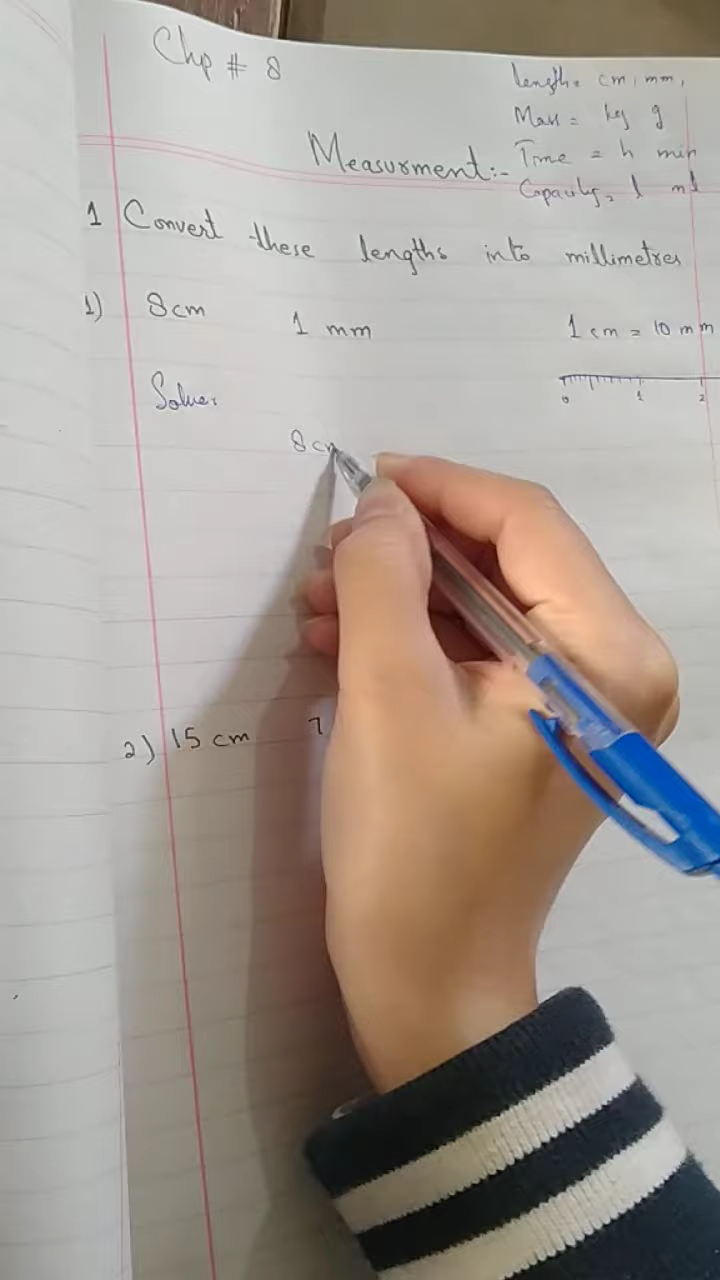 Chp # 8
length= cm, mm,
Mass = kg g
Time = h min
Capacity= l ml
Measurment:-
1 Convert these lengths into millimetres
1) 8cm 1 mm
1 cm = 10 mm
0 1 2
Solve:
8cm
2) 15 cm 7